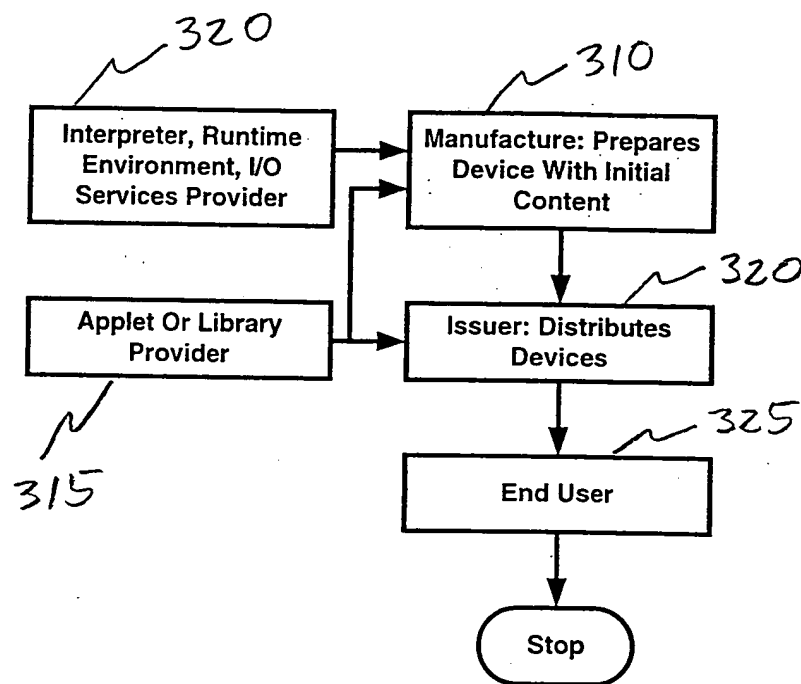 320
310
Interpreter, Runtime
Environment, I/O
Services Provider
Manufacture: Prepares
Device With Initial
Content
320
Applet Or Library
Provider
Issuer: Distributes
Devices
315
325
End User
Stop